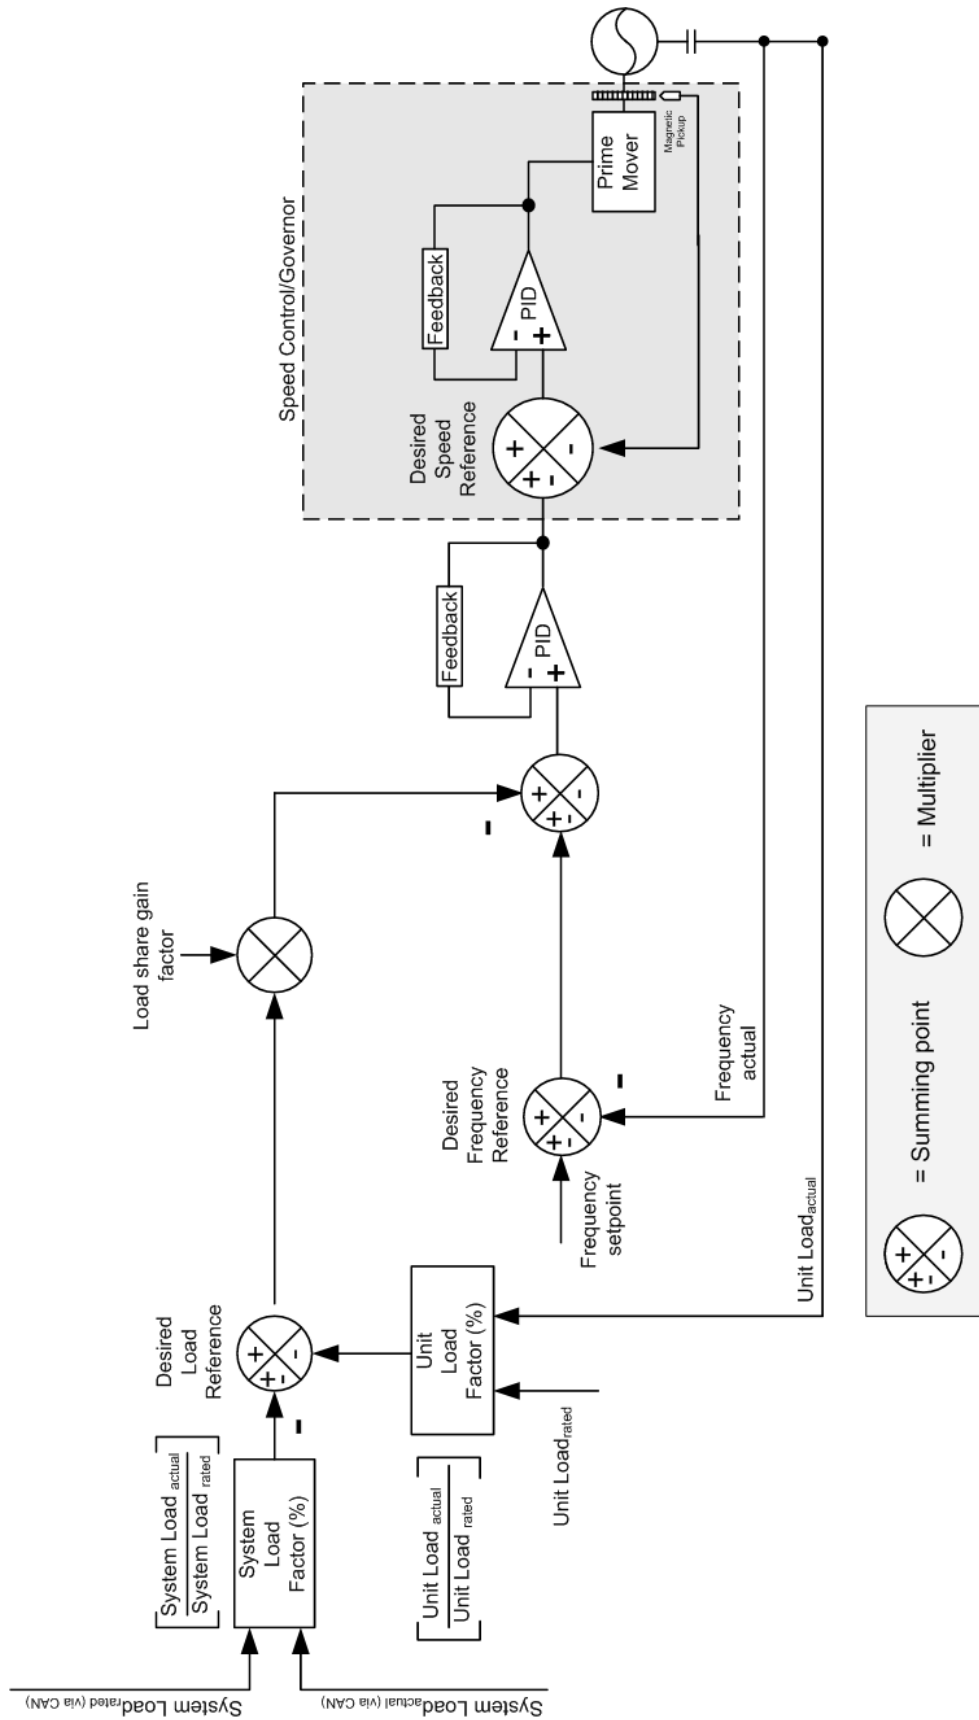 System Load rated (via CAN)
System Load actual (via CAN)
System Load actual
System Load rated
System
Load
Factor (%)
-
Desired
Load
Reference
+
+
-
-
Unit Load actual
Unit Load rated
Unit
Load
Factor (%)
Unit Load rated
Unit Load actual
Load share gain
factor
Frequency
setpoint
Desired
Frequency
Reference
+
+
-
-
-
Frequency
actual
-
+
+
-
-
Feedback
-
+
PID
Speed Control/Governor
Desired
Speed
Reference
+
+
-
-
Feedback
-
+
PID
Prime
Mover
Magnetic
Pickup
+
+
-
-
= Summing point
= Multiplier